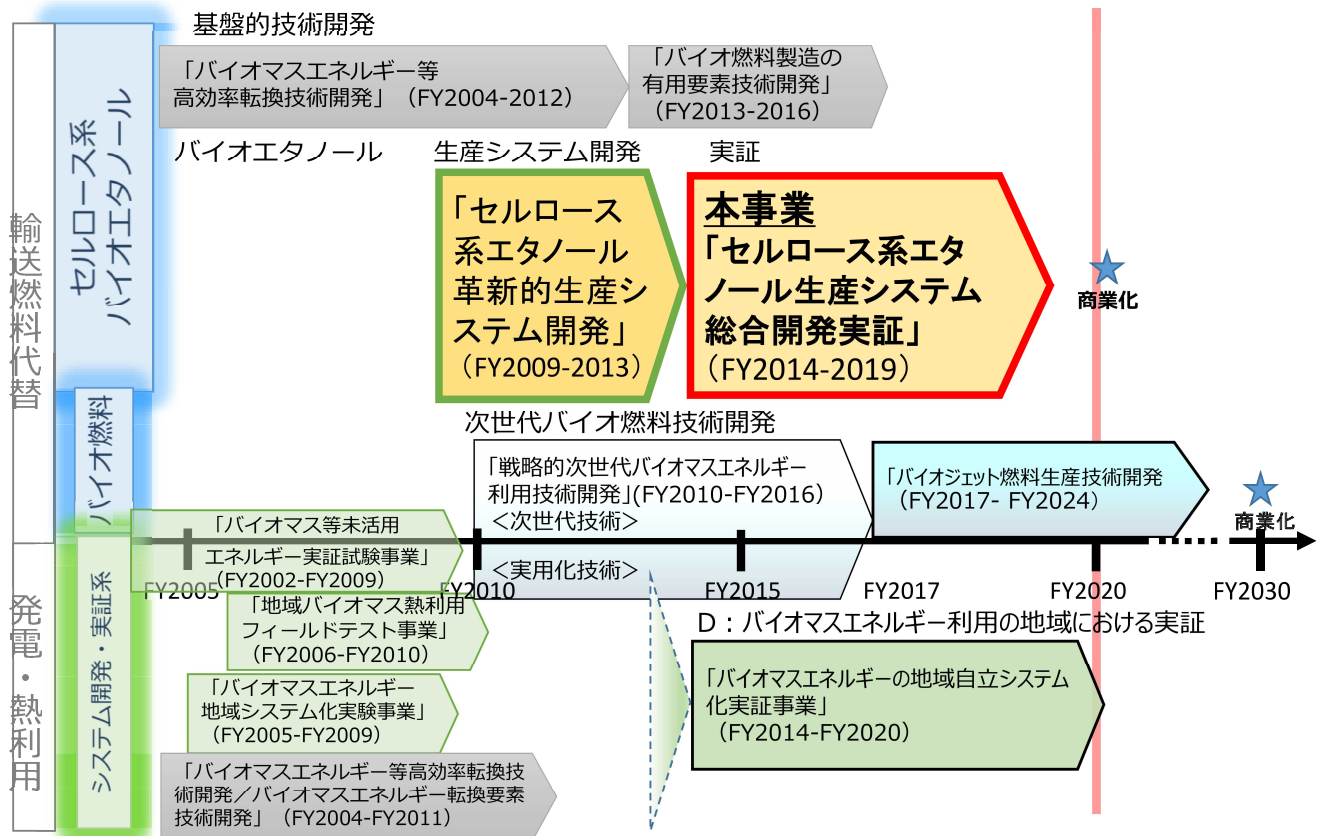 輸送燃料代替
セルロース系
バイオエタノール
基盤的技術開発
「バイオマスエネルギー等
高効率転換技術開発」（FY2004-2012）
「バイオ燃料製造の
有用要素技術開発」
（FY2013-2016）
バイオエタノール
生産システム開発
実証
「セルロース
系エタノール
革新的生産シ
ステム開発」
（FY2009-2013）
本事業
「セルロース系エタ
ノール生産システム
総合開発実証」
（FY2014-2019）
商業化
バイオ燃料
次世代バイオ燃料技術開発
「戦略的次世代バイオマスエネルギー
利用技術開発」(FY2010-FY2016）
＜次世代技術＞
＜実用化技術＞
「バイオジェット燃料生産技術開発
（FY2017- FY2024）
商業化
FY2005
FY2010
FY2015
FY2017
FY2020
FY2030
発電・熱利用
システム開発・実証系
「バイオマス等未活用
エネルギー実証試験事業」
（FY2002-FY2009）
「地域バイオマス熱利用
フィールドテスト事業」
（FY2006-FY2010）
「バイオマスエネルギー
地域システム化実験事業」
（FY2005-FY2009）
「バイオマスエネルギー等高効率転換技
術開発／バイオマスエネルギー転換要素
技術開発」（FY2004-FY2011）
D：バイオマスエネルギー利用の地域における実証
「バイオマスエネルギーの地域自立システム
化実証事業」
（FY2014-FY2020）